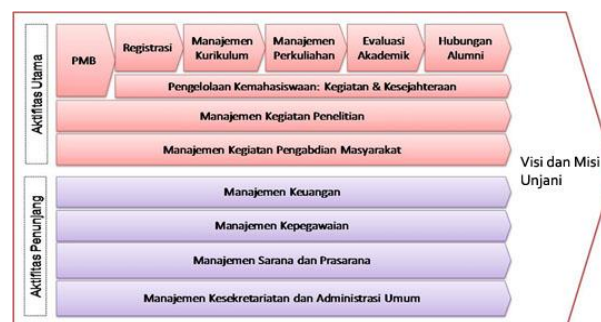 Aktifitas Utama
PMB
Registrasi
Manajemen
Kurikulum
Manajemen
Perkuliahan
Evaluasi
Akademik
Hubungan
Alumni
Pengelolaan Kemahasiswaan: Kegiatan & Kesejahteraan
Manajemen Kegiatan Penelitian
Manajemen Kegiatan Pengabdian Masyarakat
Visi dan Misi
Unjani
Aktifitas Penunjang
Manajemen Keuangan
Manajemen Kepegawaian
Manajemen Sarana dan Prasarana
Manajemen Kesekretariatan dan Administrasi Umum